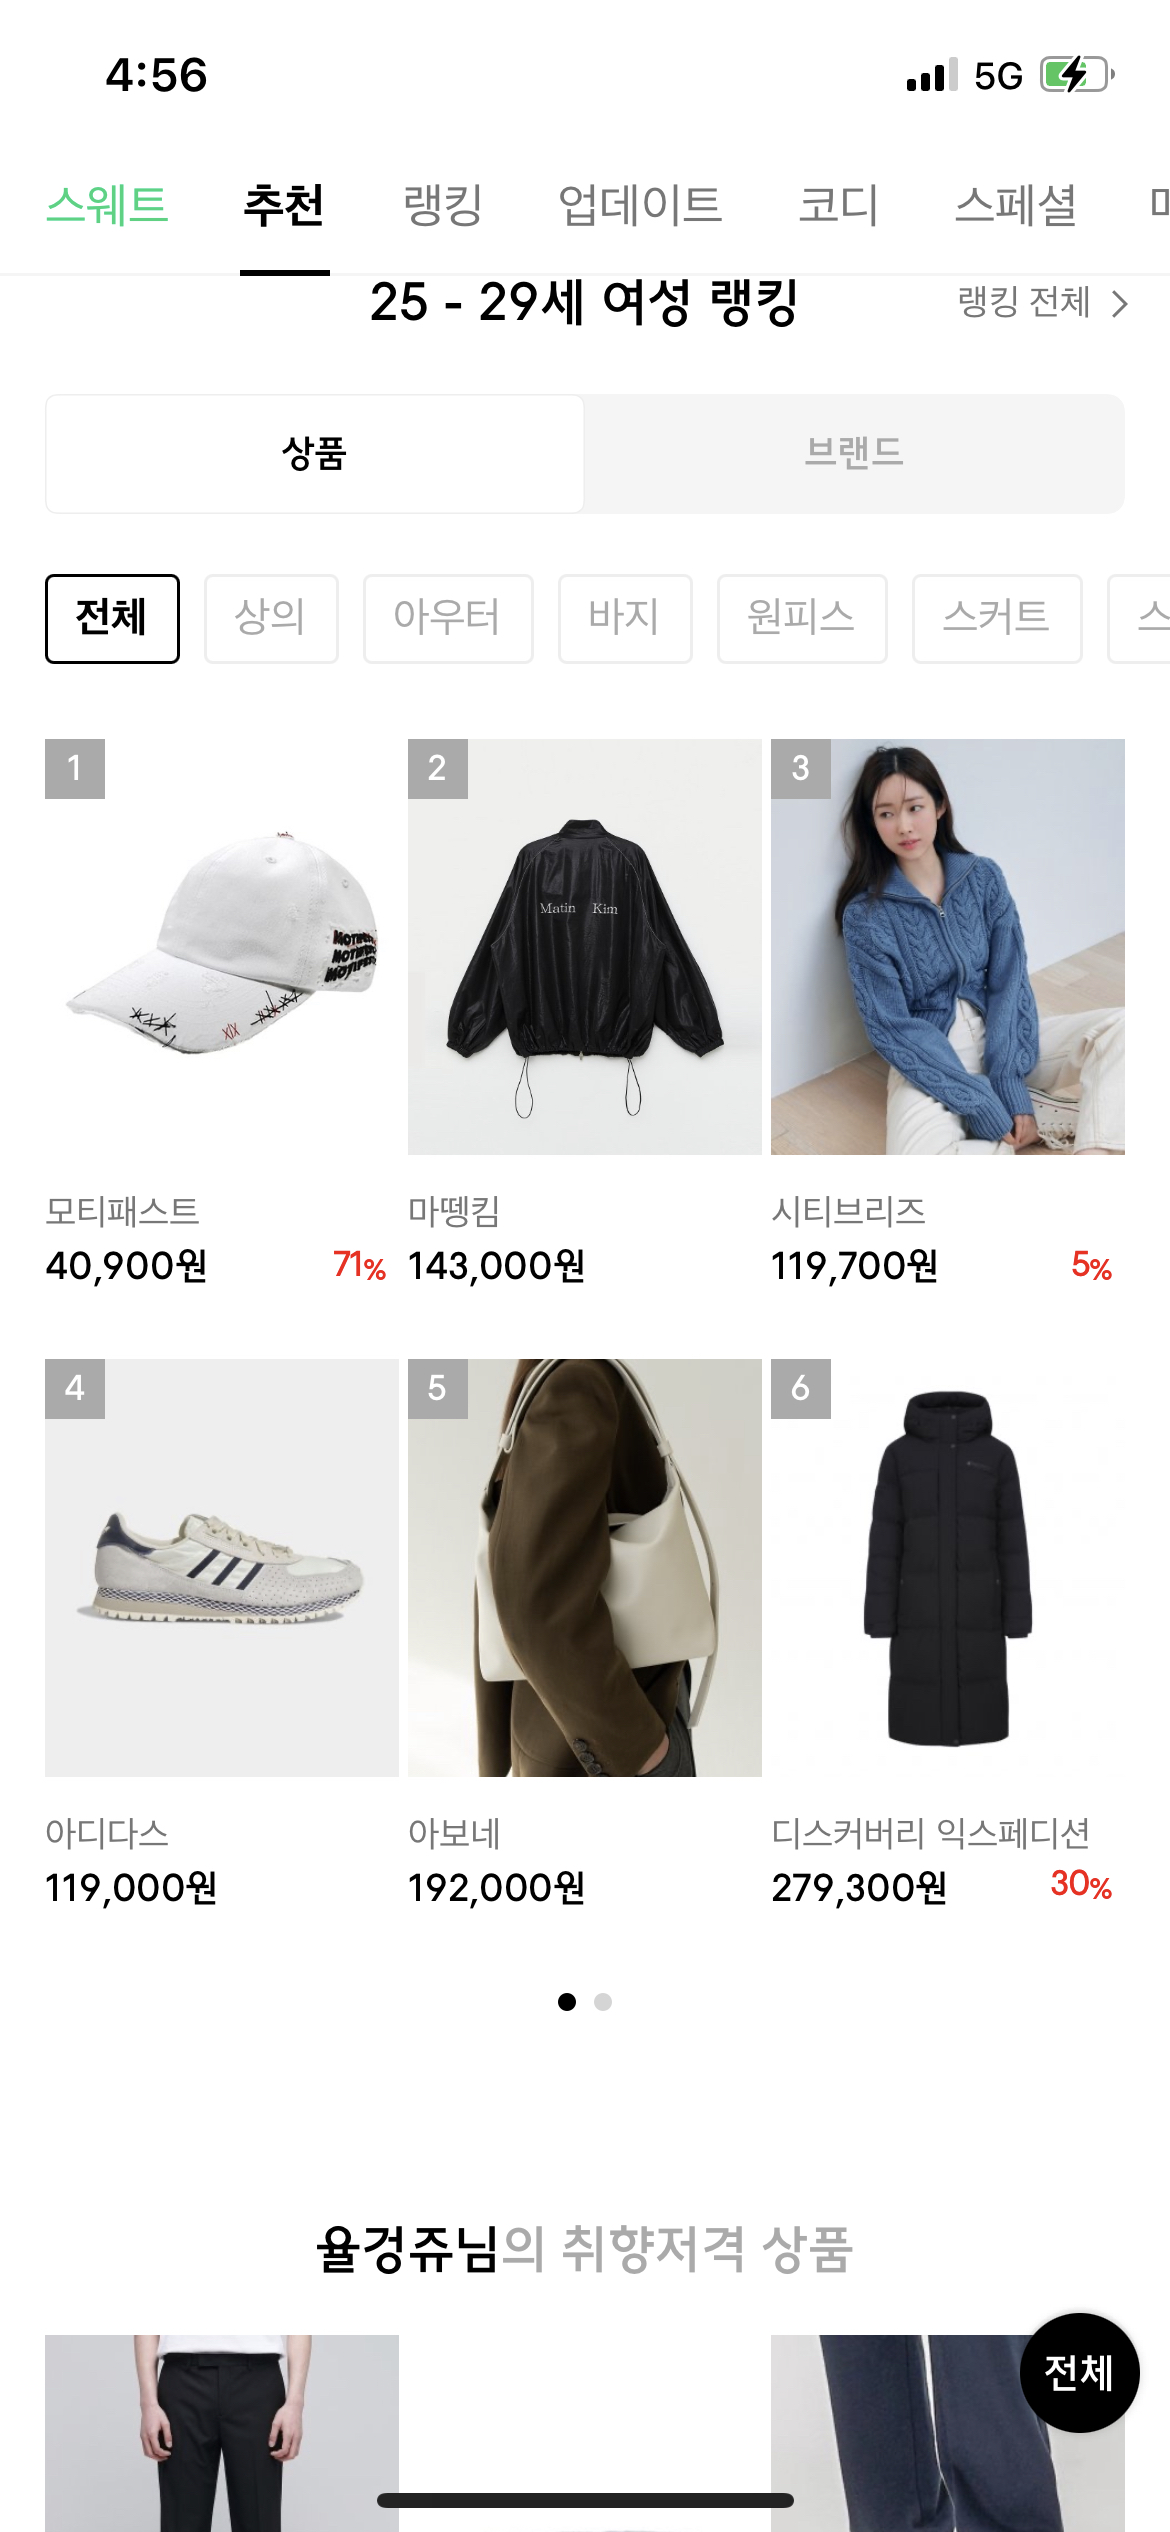 4:56 5G
스웨트 추천 랭킹 업데이트 코디 스페셜
25 - 29세 여성 랭킹 랭킹 전체
상품 브랜드
전체 상의 아우터 바지 원피스 스커트
1 2 3
Matin Kim
모티패스트 마뗑킴 시티브리즈
40,900원 71% 143,000원 119,700원 5%
4 5 6
아디다스 아보네 디스커버리 익스페디션
119,000원 192,000원 279,300원 30%
율겅쥬님의 취향저격 상품
전체